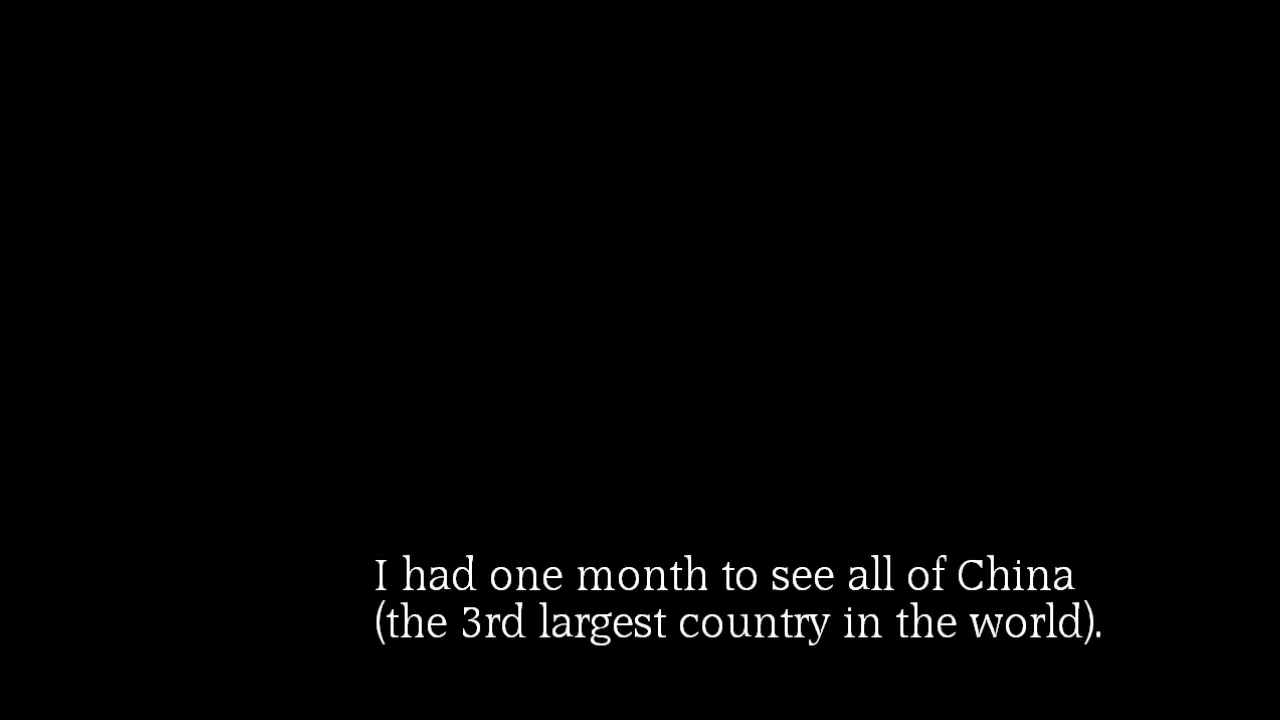 I had one month to see all of China
(the 3rd largest country in the world).